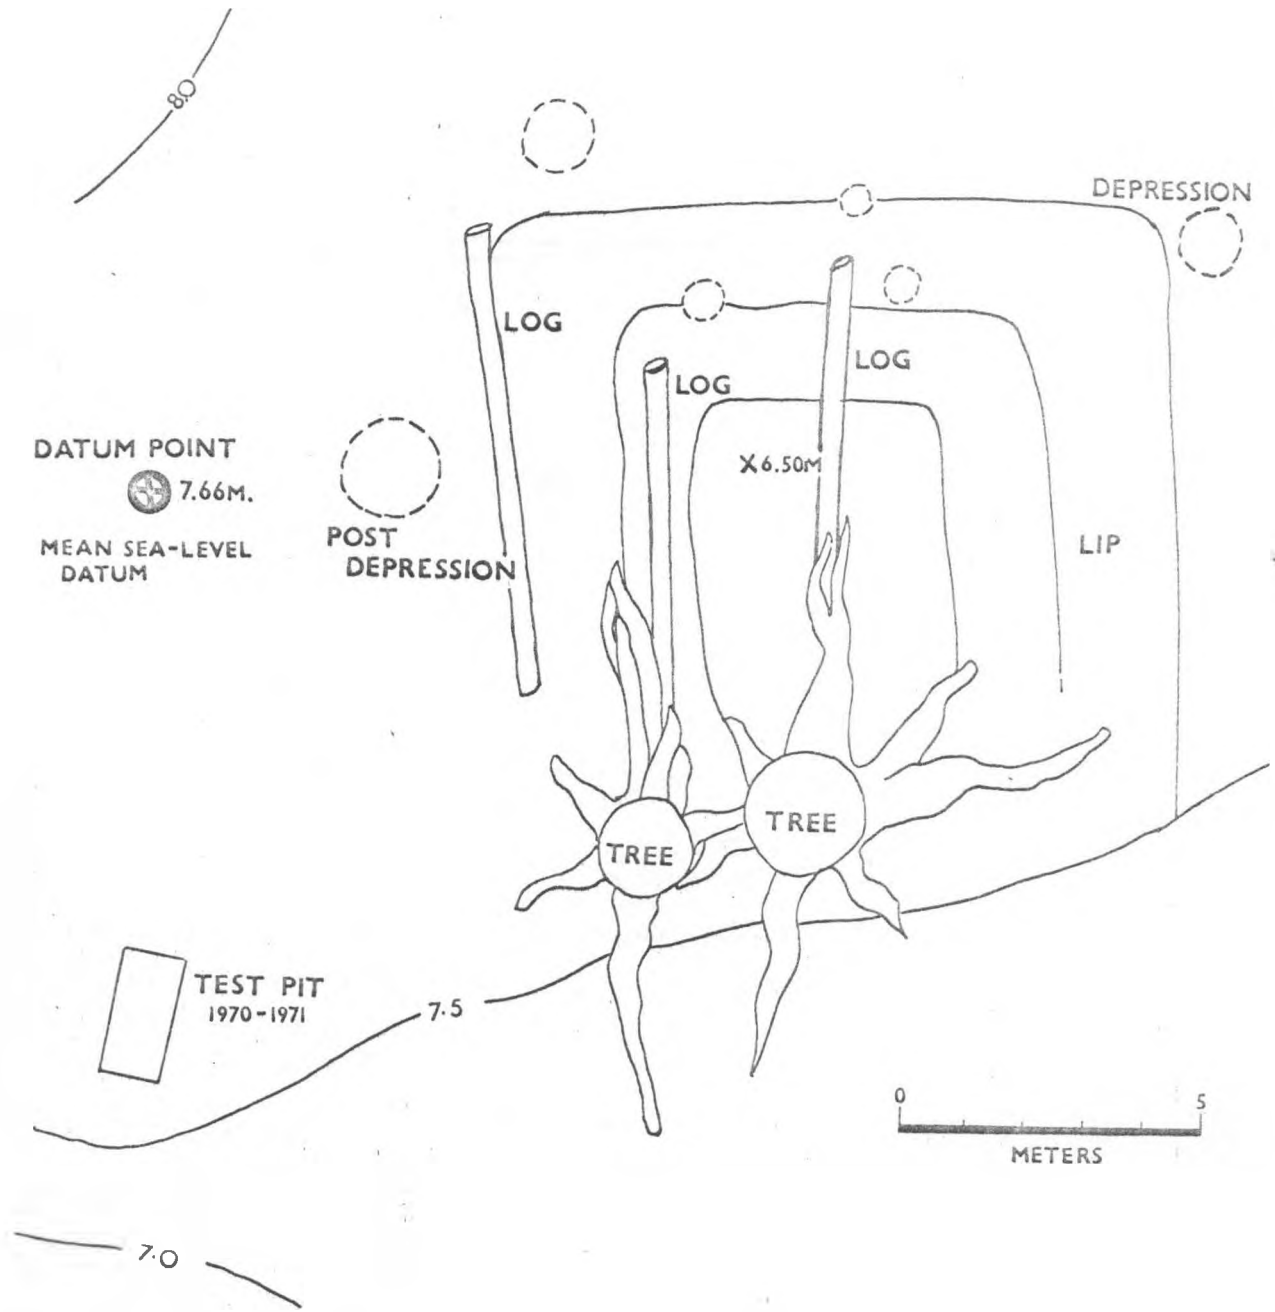 8.0
DEPRESSION
LOG
LOG
LOG
DATUM POINT
7.66M.
X 6.50M
MEAN SEA-LEVEL
DATUM
POST
DEPRESSION
LIP
TREE
TREE
TEST PIT
1970-1971
7.5
0 5
METERS
7.0